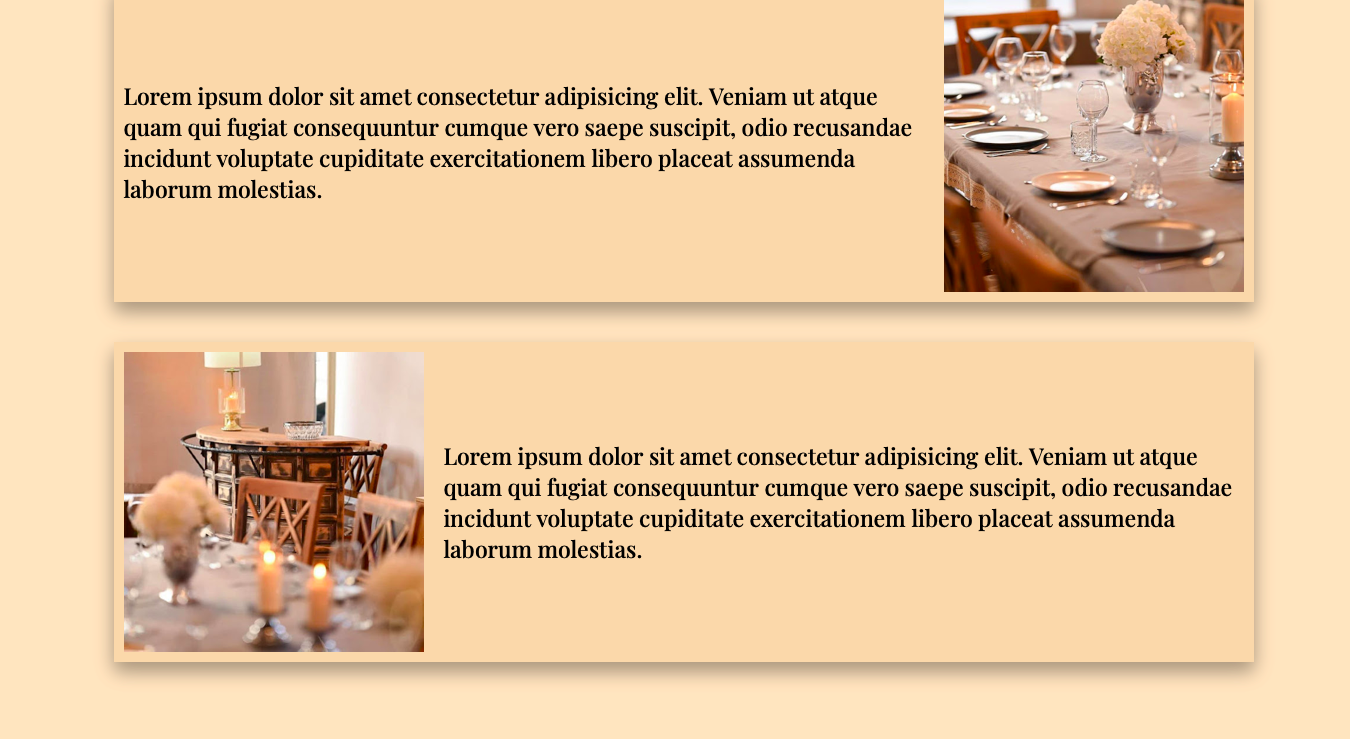 Lorem ipsum dolor sit amet consectetur adipisicing elit. Veniam ut atque
quam qui fugiat consequuntur cumque vero saepe suscipit, odio recusandae
incidunt voluptate cupiditate exercitationem libero placeat assumenda
laborum molestias.
Lorem ipsum dolor sit amet consectetur adipisicing elit. Veniam ut atque
quam qui fugiat consequuntur cumque vero saepe suscipit, odio recusandae
incidunt voluptate cupiditate exercitationem libero placeat assumenda
laborum molestias.